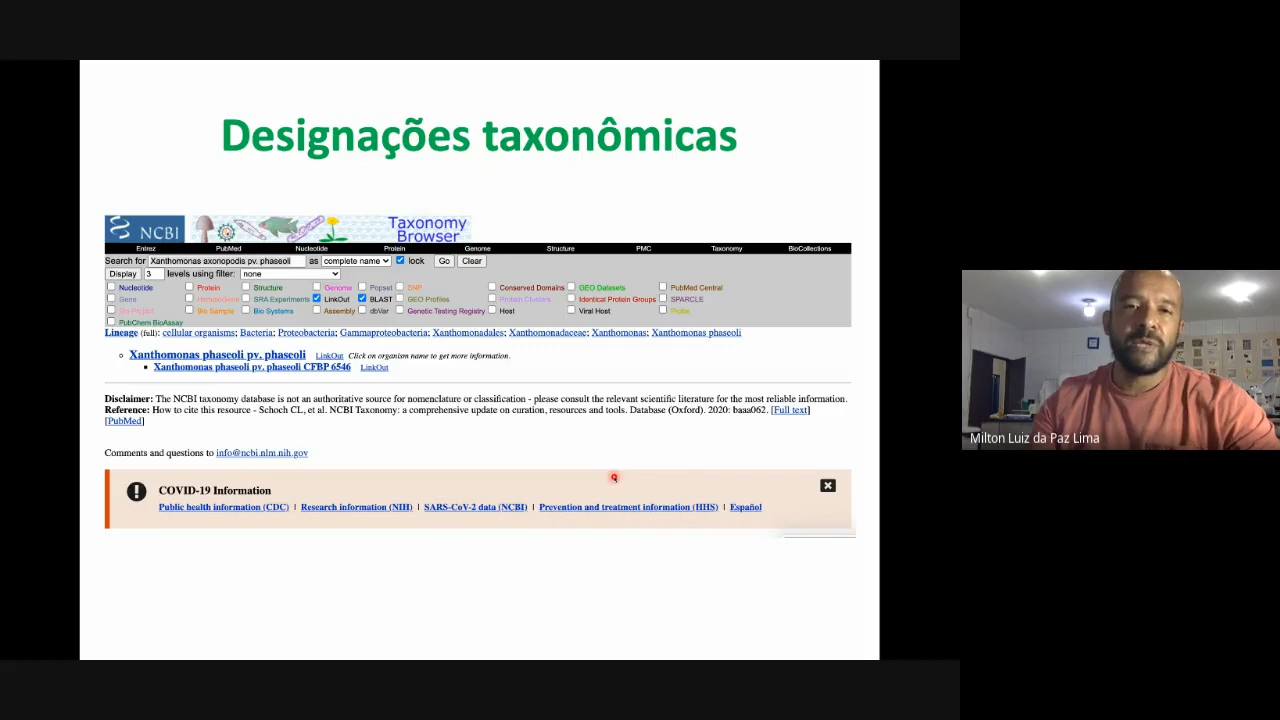 Designações taxonômicas
NCBI
Taxonomy
Browser
Entrez PubMed Nucleotide Protein Genome Structure PMC Taxonomy BioCollections
Search for Xanthomonas axonopodis pv. phaseoli as complete name lock Go Clear
Display 3 levels using filter: none
Nucleotide Protein Structure Genome Popset SNP Conserved Domains GEO Datasets PubMed Central
Gene HomoloGene SRA Experiments LinkOut BLAST GEO Profiles Protein Clusters Identical Protein Groups SPARCLE
Bio Project Bio Sample Bio Systems Assembly dbVar Genetic Testing Registry Host Viral Host Probe
PubChem BioAssay
Lineage (full): cellular organisms; Bacteria; Proteobacteria; Gammaproteobacteria; Xanthomonadales; Xanthomonadaceae; Xanthomonas; Xanthomonas phaseoli
Xanthomonas phaseoli pv. phaseoli LinkOut Click on organism name to get more information.
Xanthomonas phaseoli pv. phaseoli CFBP 6546 LinkOut
Disclaimer: The NCBI taxonomy database is not an authoritative source for nomenclature or classification - please consult the relevant scientific literature for the most reliable information.
Reference: How to cite this resource - Schoch CL, et al. NCBI Taxonomy: a comprehensive update on curation, resources and tools. Database (Oxford). 2020: baaa062. [Full text]
[PubMed]
Comments and questions to info@ncbi.nlm.nih.gov
COVID-19 Information
Public health information (CDC) | Research information (NIH) | SARS-CoV-2 data (NCBI) | Prevention and treatment information (HHS) | Español
Milton Luiz da Paz Lima